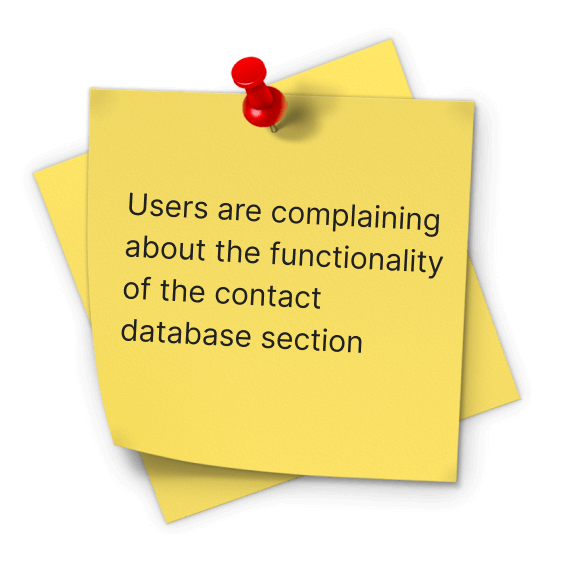 Users are complaining
about the functionality
of the contact
database section